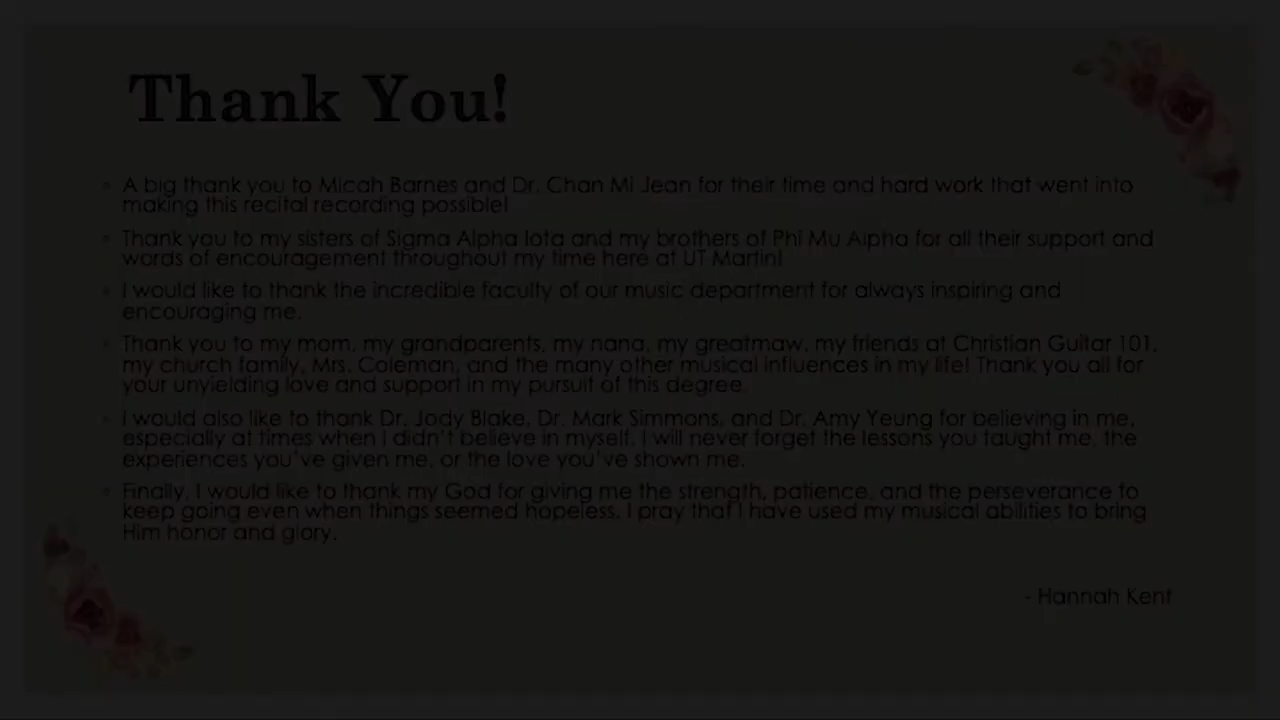 Thank You!
A big thank you to Micah Barnes and Dr. Chan Mi Jean for their time and hard work that went into
making this recital recording possible!
Thank you to my sisters of Sigma Alpha Iota and my brothers of Phi Mu Alpha for all their support and
words of encouragement throughout my time here at UT Martin!
I would like to thank the incredible faculty of our music department for always inspiring and
encouraging me.
Thank you to my mom, my grandparents, my nana, my greatmaw, my friends at Christian Guitar 101,
my church family, Mrs. Coleman, and the many other musical influences in my life! Thank you all for
your unyielding love and support in my pursuit of this degree.
I would also like to thank Dr. Jody Blake, Dr. Mark Simmons, and Dr. Amy Yeung for believing in me,
especially at times when I didn't believe in myself. I will never forget the lessons you taught me, the
experiences you've given me, or the love you've shown me.
Finally, I would like to thank my God for giving me the strength, patience, and the perseverance to
keep going even when things seemed hopeless. I pray that I have used my musical abilities to bring
Him honor and glory.
- Hannah Kent